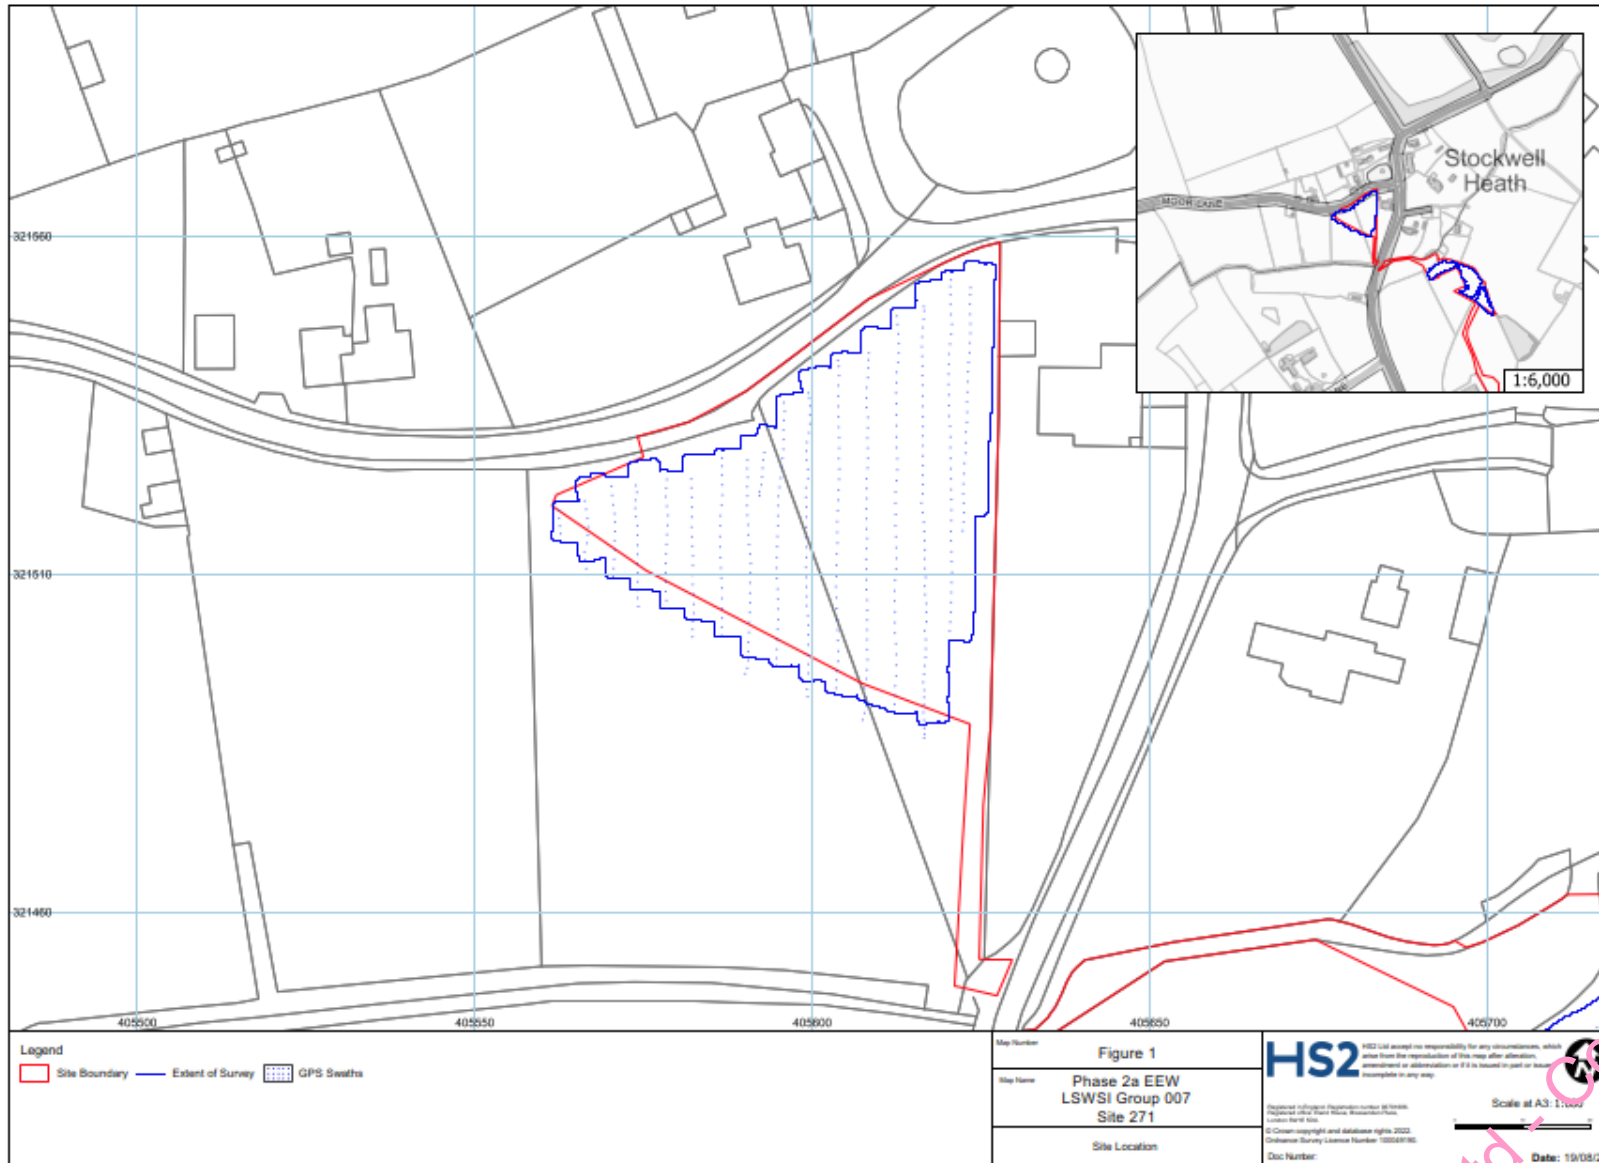 Stockwell
Heath
MOOR LANE
1:6,000
321560
321510
321460
405500
405550
405600
405650
405700
Legend
Site Boundary
Extent of Survey
GPS Swaths
Map Number
Figure 1
Map Name
Phase 2a EEW
LSWSI Group 007
Site 271
Site Location
HS2
HS2 Ltd accept no responsibility for any circumstances, which
arise from the reproduction of this map after alteration,
amendment or abbreviation or if it is issued in part or issued
incomplete in any way.
© Crown copyright and database rights 2022.
Ordnance Survey Licence Number
Doc Number:
N
Scale at A3:
Date: 19/08/2